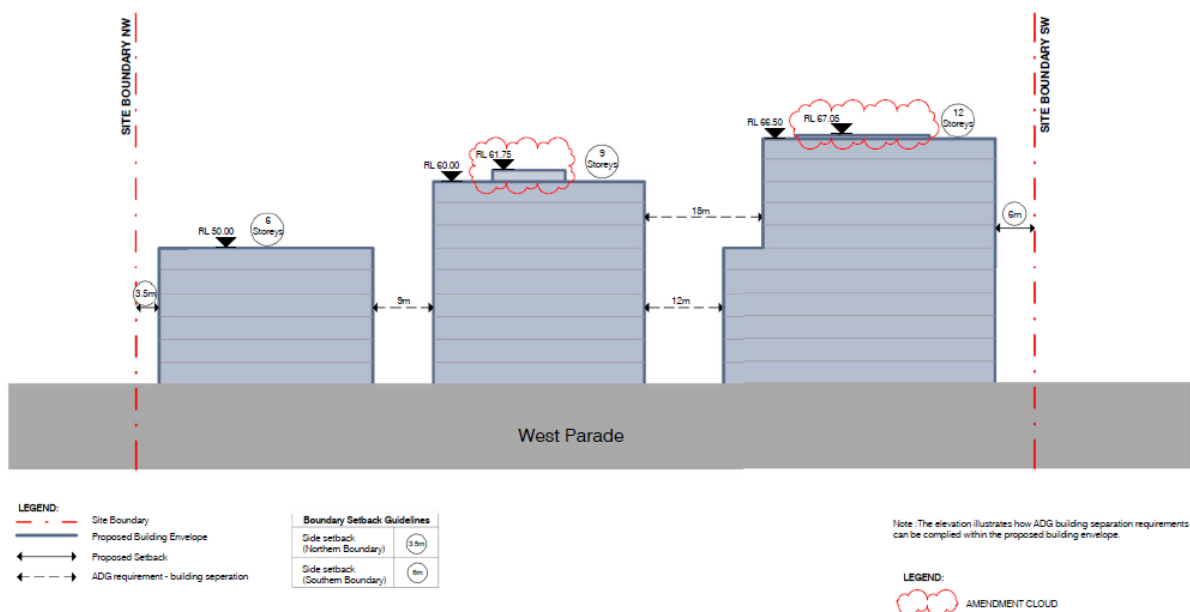 SITE BOUNDARY NW
SITE BOUNDARY SW
RL 66.50
RL 67.05
12
Storeys
RL 60.00
RL 61.75
9
Storeys
RL 50.00
6
Storeys
18m
6m
3.5m
9m
12m
West Parade
LEGEND:
Site Boundary
Proposed Building Envelope
Proposed Setback
ADG requirement - building seperation
Boundary Setback Guidelines
Side setback
(Northern Boundary)
3.5m
Side setback
(Southern Boundary)
6m
Note :The elevation illustrates how ADG building separation requirements
can be complied within the proposed building envelope.
LEGEND:
AMENDMENT CLOUD